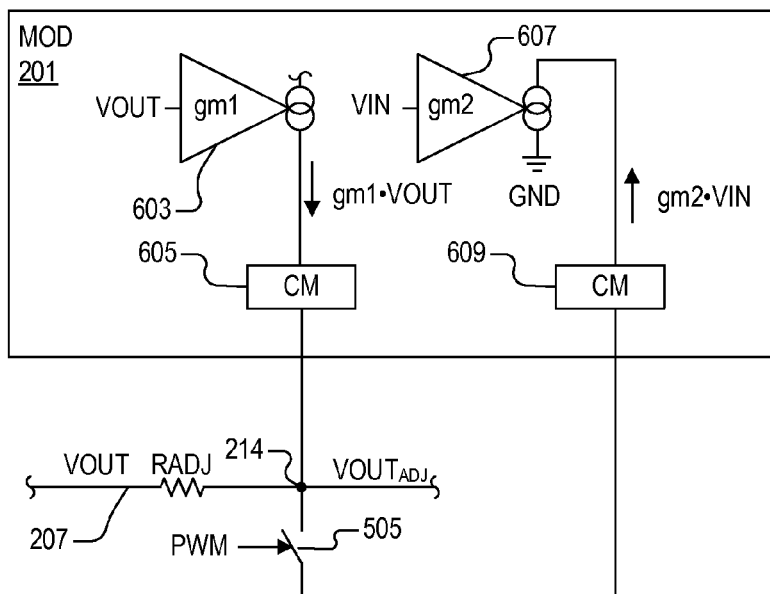 MOD
201
607
VOUT
gm1
VIN
gm2
603
gm1•VOUT
GND
gm2•VIN
605
CM
609
CM
VOUT
RADJ
214
VOUTADJ
207
PWM
505